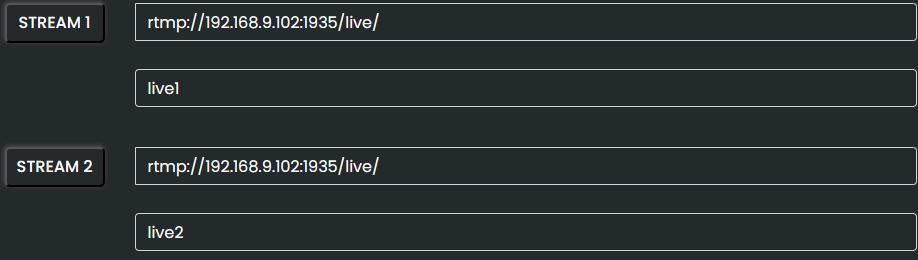 STREAM 1 rtmp://192.168.9.102:1935/live/
live1
STREAM 2 rtmp://192.168.9.102:1935/live/
live2